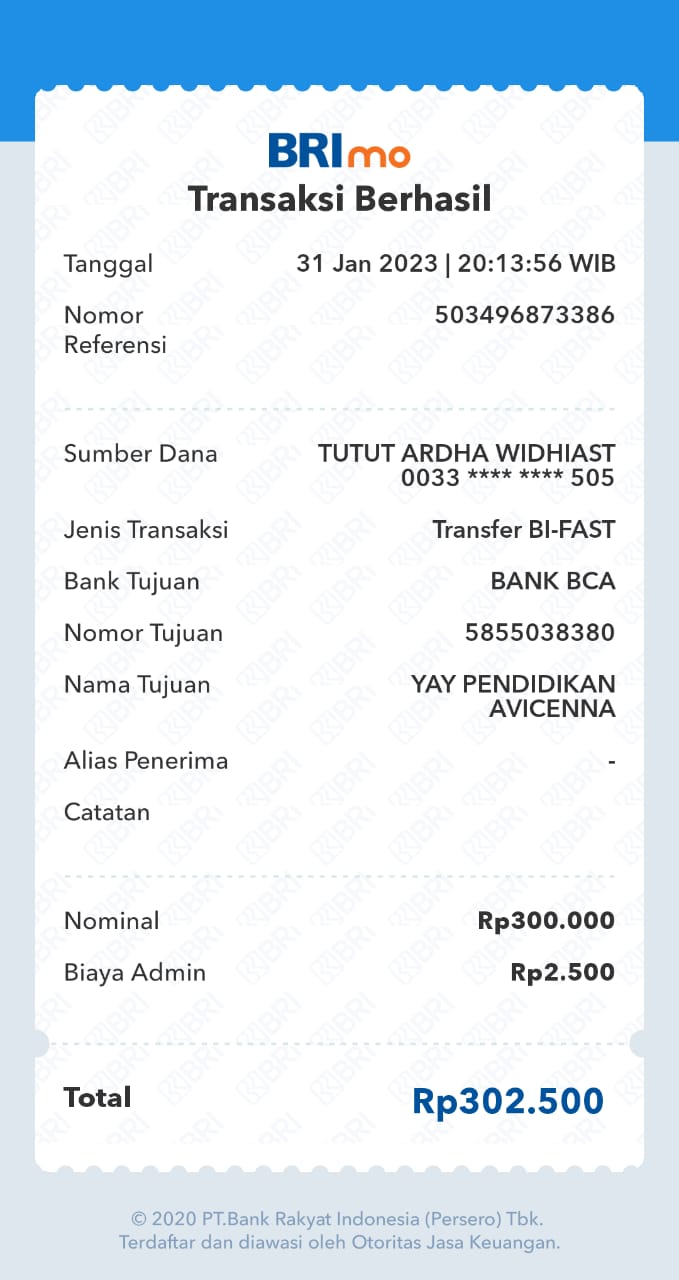 BRImo
Transaksi Berhasil
Tanggal 31 Jan 2023 | 20:13:56 WIB
Nomor 503496873386
Referensi
Sumber Dana TUTUT ARDHA WIDHIAST
0033 **** **** 505
Jenis Transaksi Transfer BI-FAST
Bank Tujuan BANK BCA
Nomor Tujuan 5855038380
Nama Tujuan YAY PENDIDIKAN
AVICENNA
Alias Penerima -
Catatan
Nominal Rp300.000
Biaya Admin Rp2.500
Total Rp302.500
© 2020 PT.Bank Rakyat Indonesia (Persero) Tbk.
Terdaftar dan diawasi oleh Otoritas Jasa Keuangan.